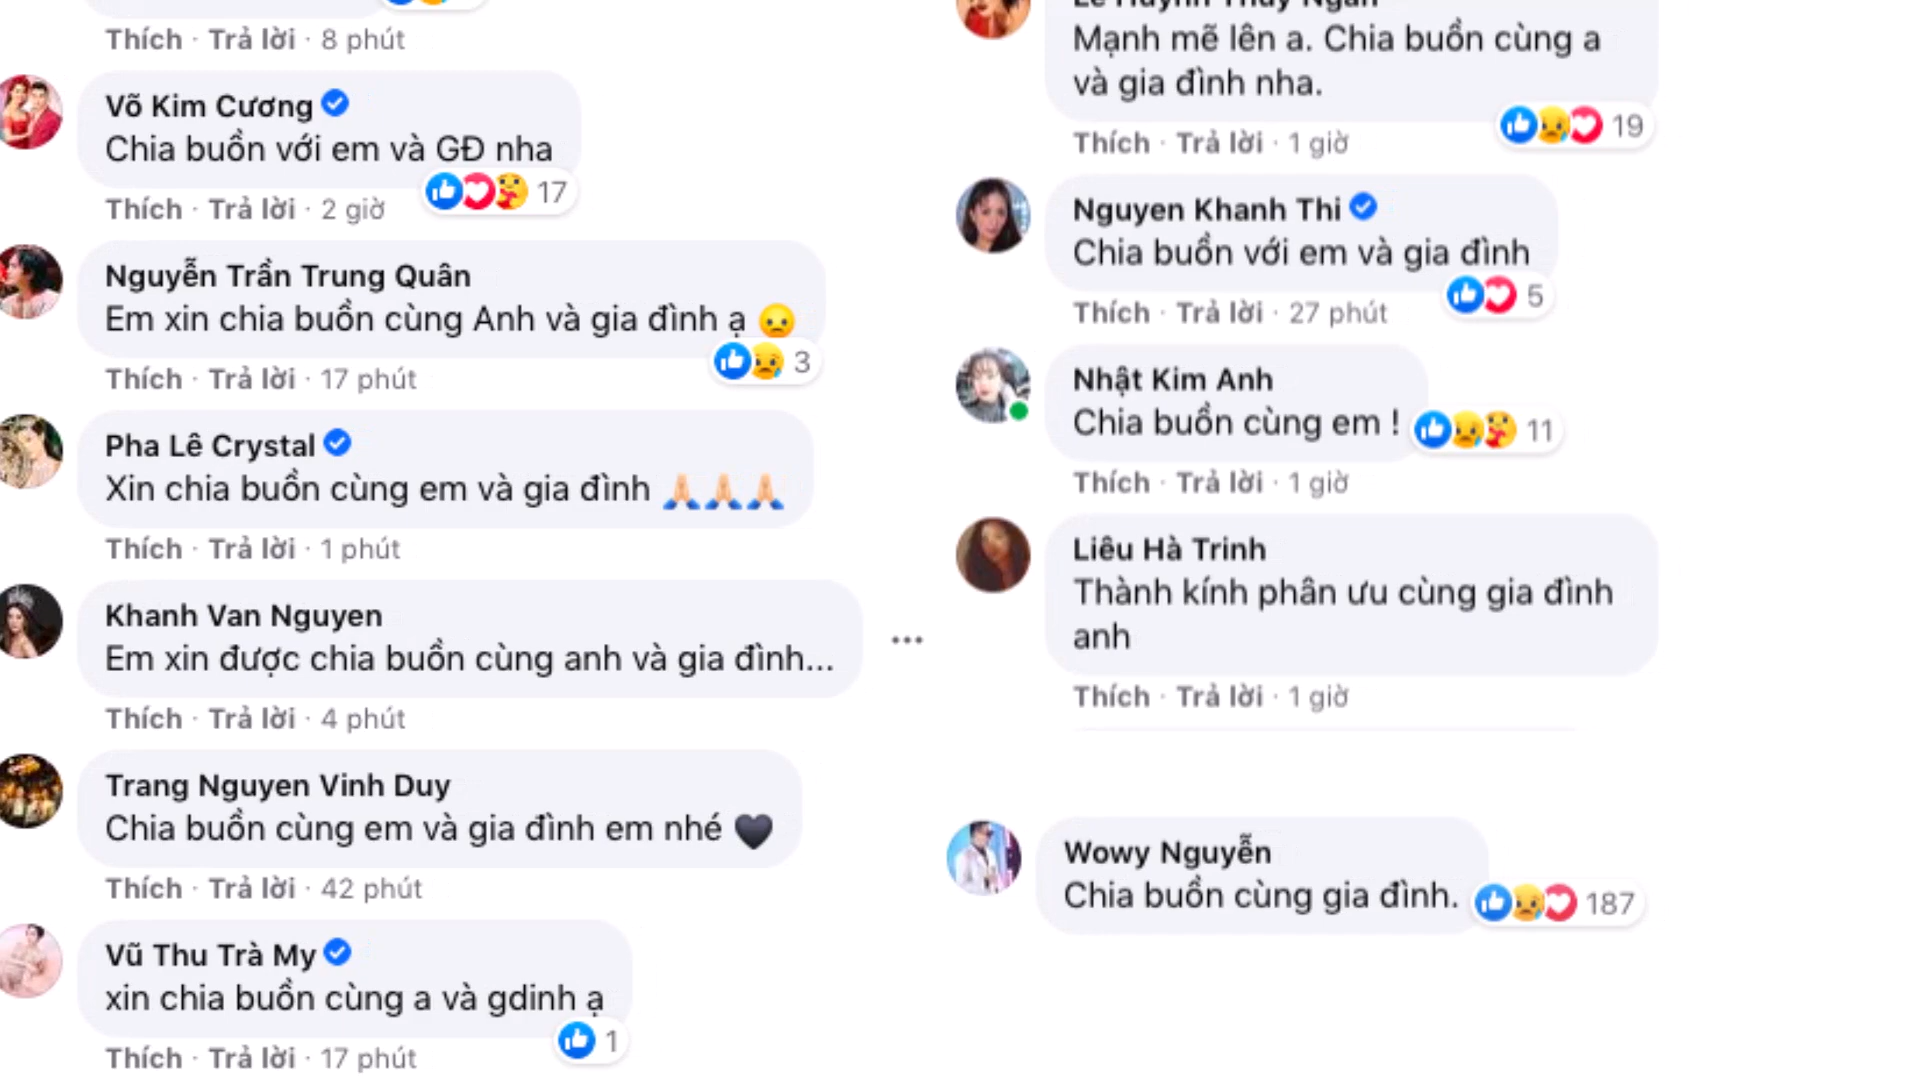 Thích · Trả lời · 8 phút
Võ Kim Cương
Chia buồn với em và GĐ nha
17
Thích · Trả lời · 2 giờ
Nguyễn Trần Trung Quân
Em xin chia buồn cùng Anh và gia đình ạ 😞
3
Thích · Trả lời · 17 phút
Pha Lê Crystal
Xin chia buồn cùng em và gia đình 🙏🏻🙏🏻🙏🏻
Thích · Trả lời · 1 phút
Khanh Van Nguyen
Em xin được chia buồn cùng anh và gia đình...
Thích · Trả lời · 4 phút
Trang Nguyen Vinh Duy
Chia buồn cùng em và gia đình em nhé 🖤
Thích · Trả lời · 42 phút
Vũ Thu Trà My
xin chia buồn cùng a và gdinh ạ
1
Thích · Trả lời · 17 phút
Lê Huỳnh Thúy Ngân
Mạnh mẽ lên a. Chia buồn cùng a
và gia đình nha.
19
Thích · Trả lời · 1 giờ
Nguyen Khanh Thi
Chia buồn với em và gia đình
5
Thích · Trả lời · 27 phút
Nhật Kim Anh
Chia buồn cùng em !
11
Thích · Trả lời · 1 giờ
Liêu Hà Trinh
Thành kính phân ưu cùng gia đình
anh
Thích · Trả lời · 1 giờ
Wowy Nguyễn
Chia buồn cùng gia đình.
187